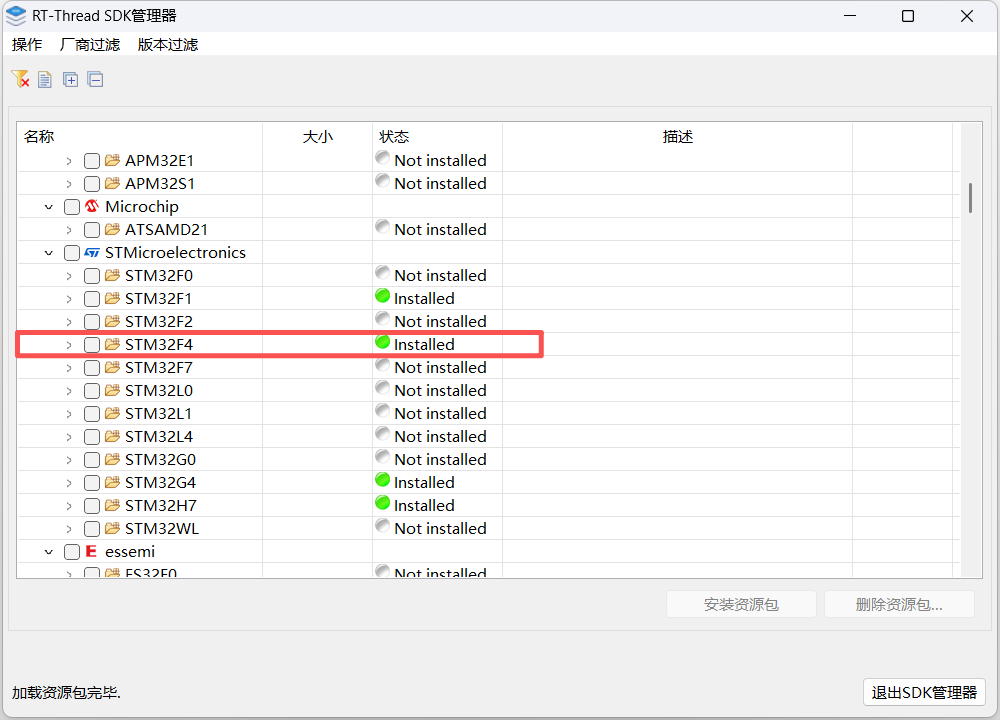 RT-Thread SDK管理器
操作 厂商过滤 版本过滤
名称 大小 状态 描述
APM32E1 Not installed
APM32S1 Not installed
Microchip
ATSAMD21 Not installed
STMicroelectronics
STM32F0 Not installed
STM32F1 Installed
STM32F2 Not installed
STM32F4 Installed
STM32F7 Not installed
STM32L0 Not installed
STM32L1 Not installed
STM32L4 Not installed
STM32G0 Not installed
STM32G4 Installed
STM32H7 Installed
STM32WL Not installed
essemi
ES32F0 Not installed
安装资源包 删除资源包...
加载资源包完毕.
退出SDK管理器